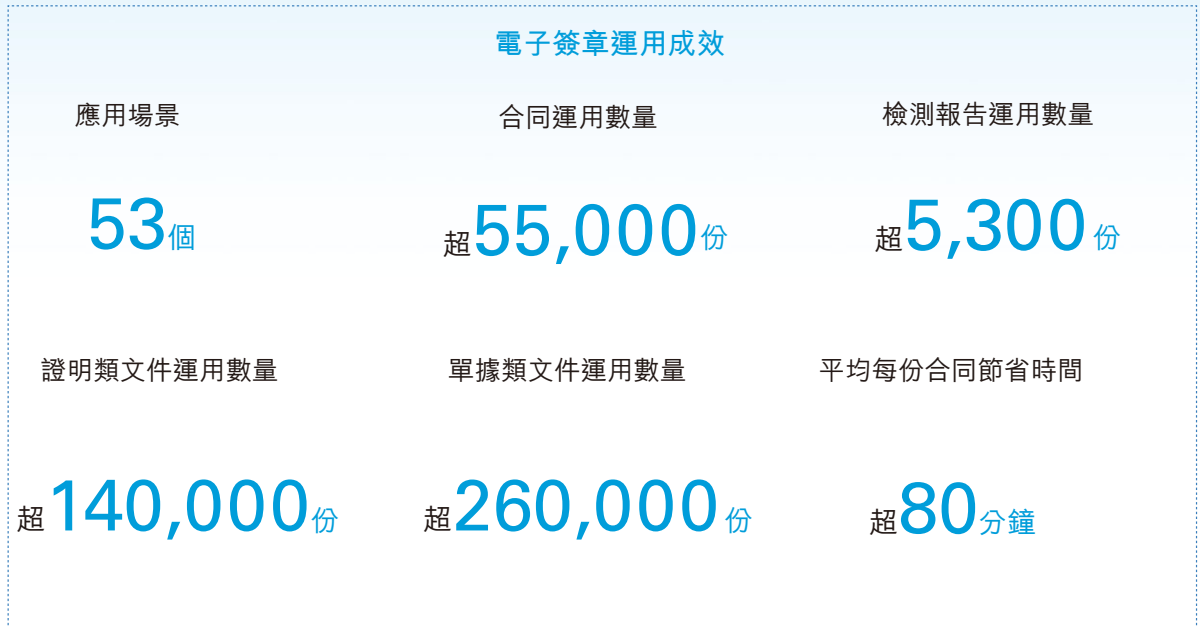 電子簽章運用成效
應用場景
合同運用數量
檢測報告運用數量
53個
超55,000份
超5,300份
證明類文件運用數量
單據類文件運用數量
平均每份合同節省時間
超140,000份
超260,000份
超80分鐘